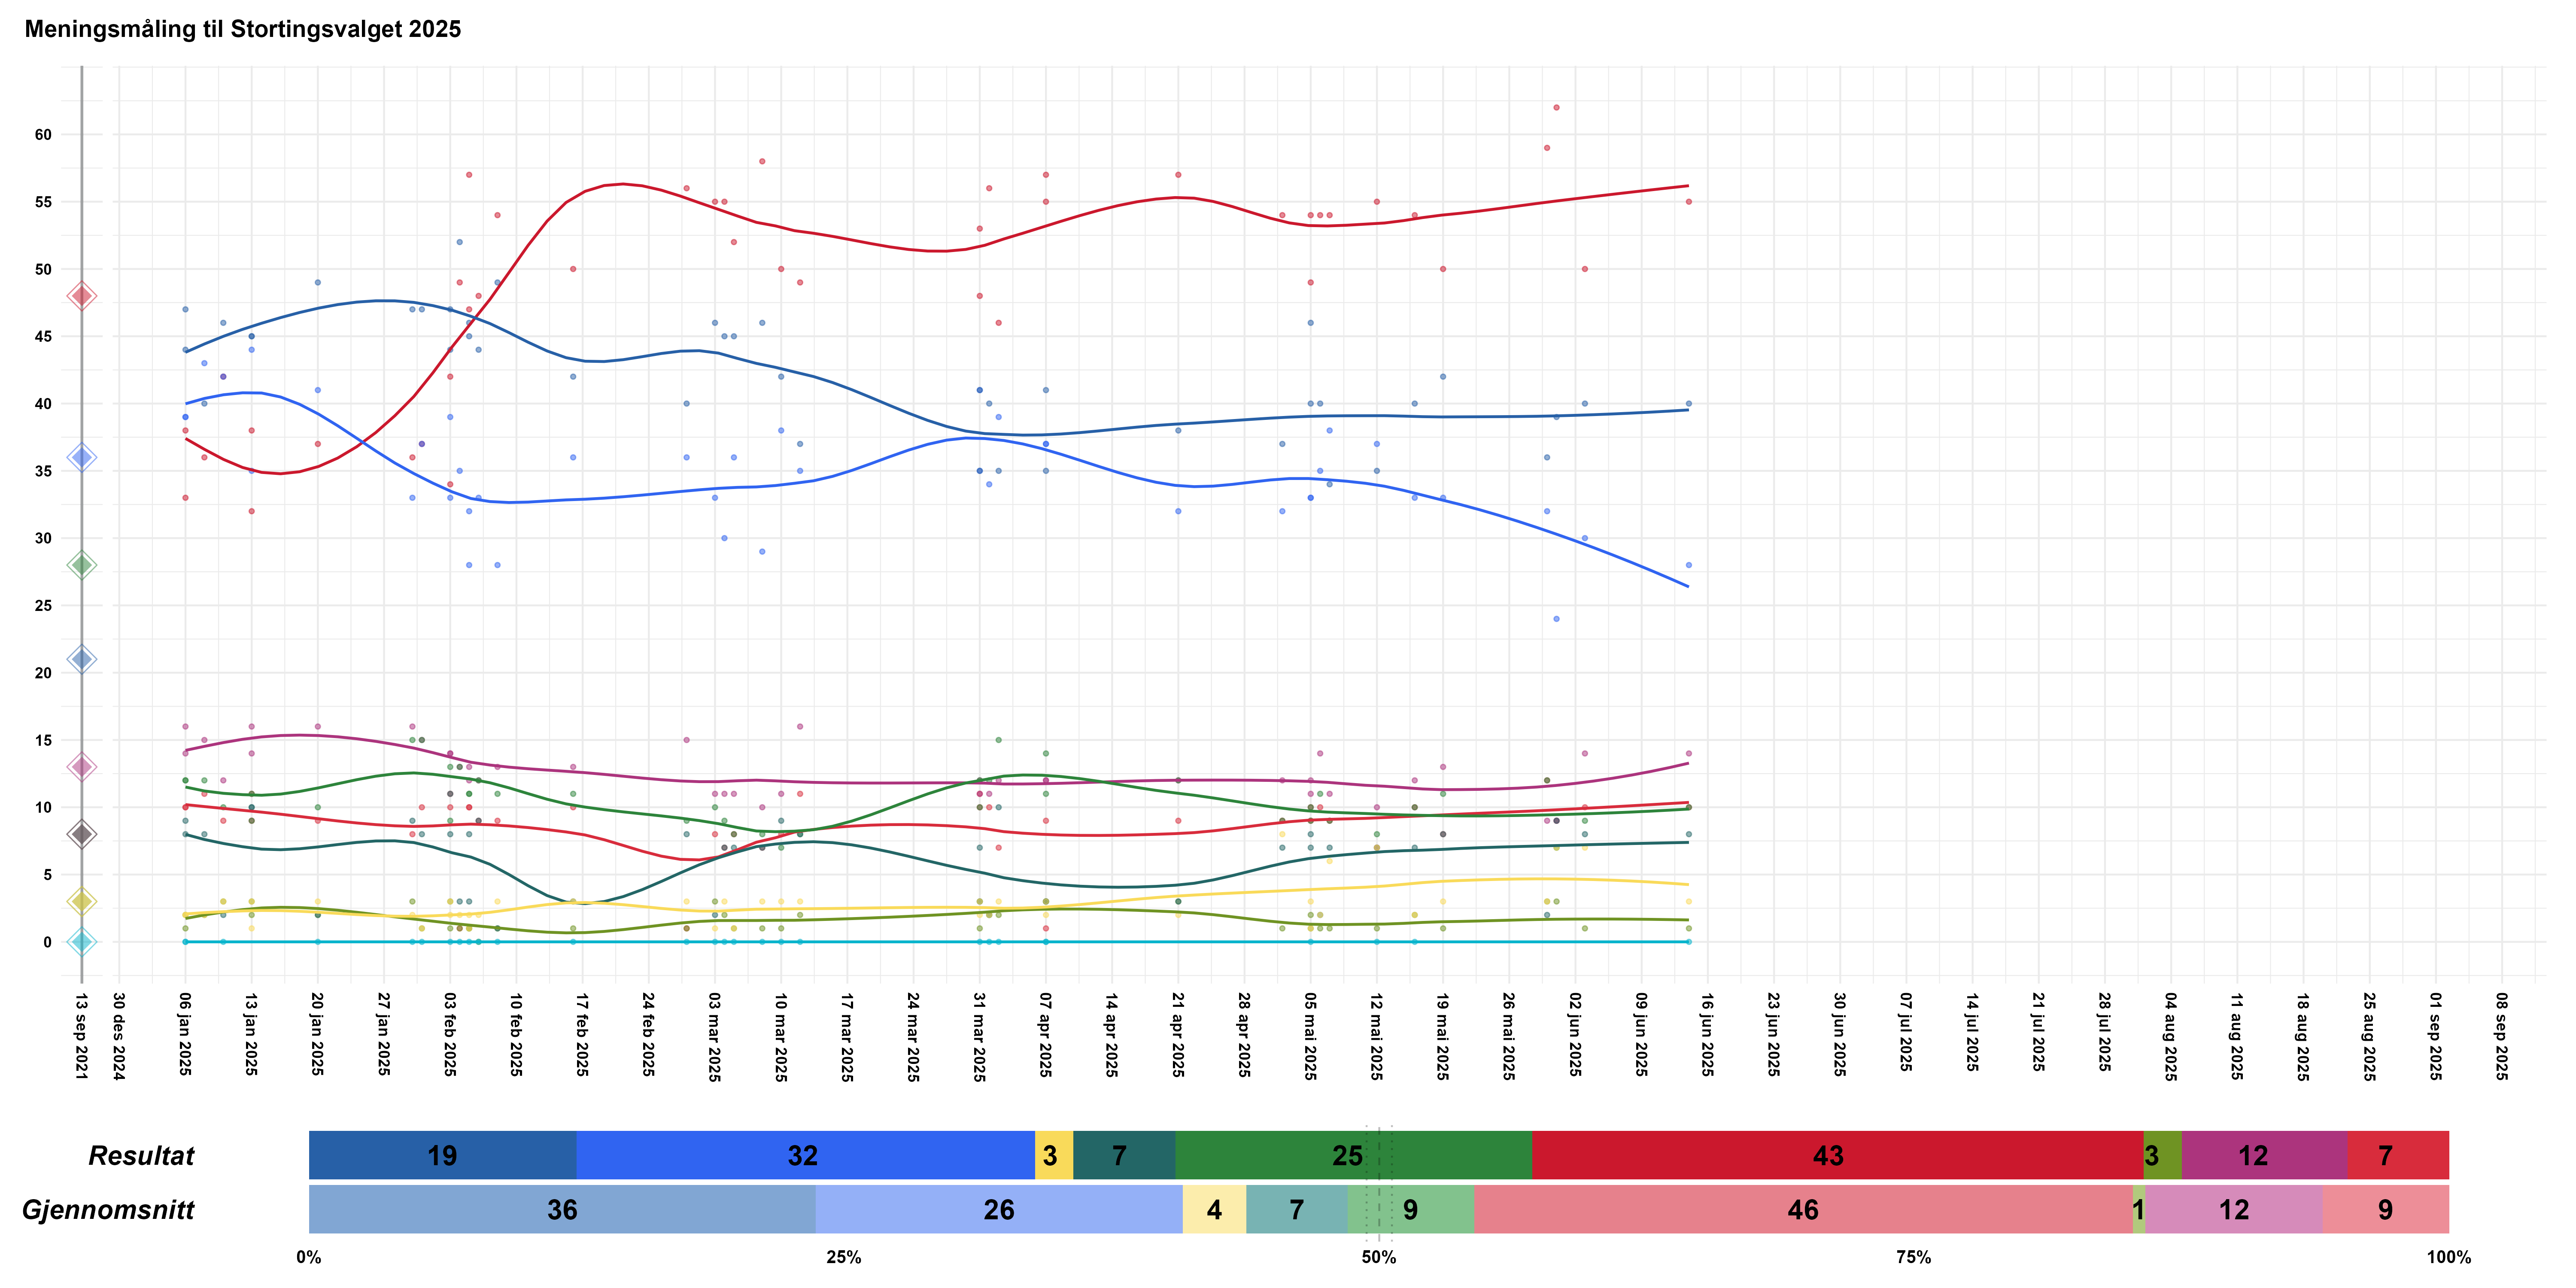 Meningsmåling til Stortingsvalget 2025
60
55
50
45
40
35
30
25
20
15
10
5
0
13 sep 2021
30 des 2024
06 jan 2025
13 jan 2025
20 jan 2025
27 jan 2025
03 feb 2025
10 feb 2025
17 feb 2025
24 feb 2025
03 mar 2025
10 mar 2025
17 mar 2025
24 mar 2025
31 mar 2025
07 apr 2025
14 apr 2025
21 apr 2025
28 apr 2025
05 mai 2025
12 mai 2025
19 mai 2025
26 mai 2025
02 jun 2025
09 jun 2025
16 jun 2025
23 jun 2025
30 jun 2025
07 jul 2025
14 jul 2025
21 jul 2025
28 jul 2025
04 aug 2025
11 aug 2025
18 aug 2025
25 aug 2025
01 sep 2025
08 sep 2025
Resultat 19 32 3 7 25 43 3 12 7
Gjennomsnitt 36 26 4 7 9 46 1 12 9
0% 25% 50% 75% 100%